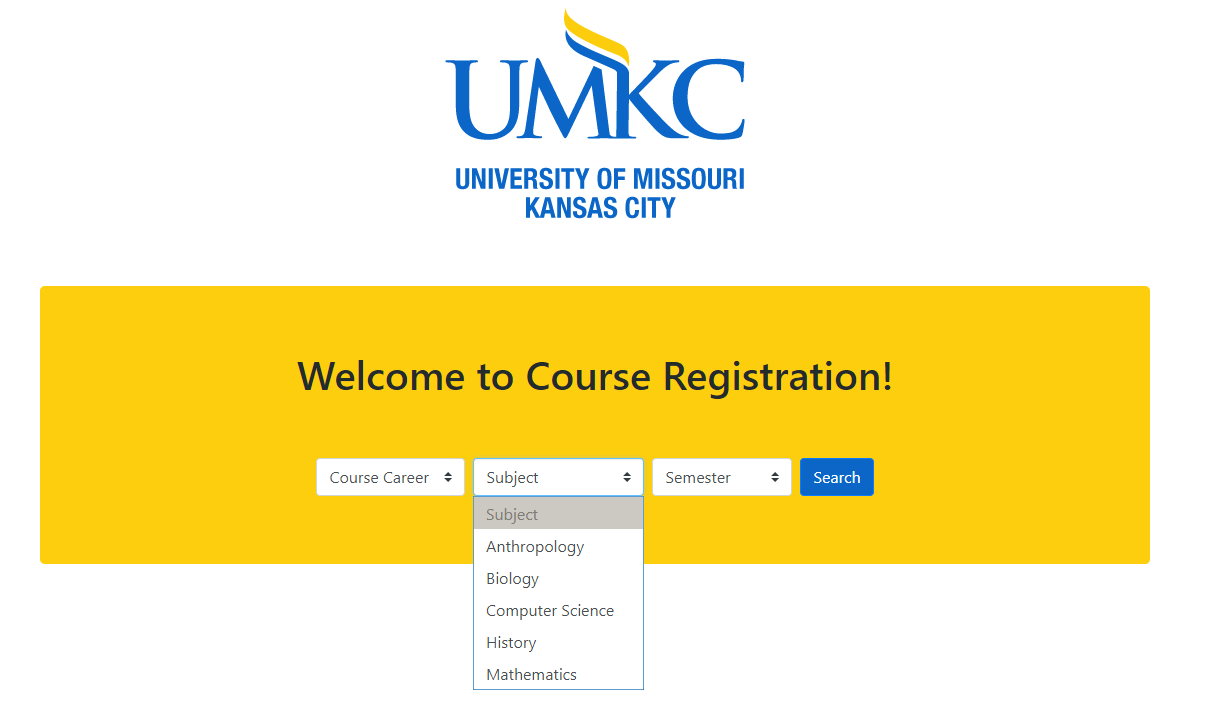 UMKC
UNIVERSITY OF MISSOURI
KANSAS CITY
Welcome to Course Registration!
Course Career Subject Semester Search
Subject
Anthropology
Biology
Computer Science
History
Mathematics